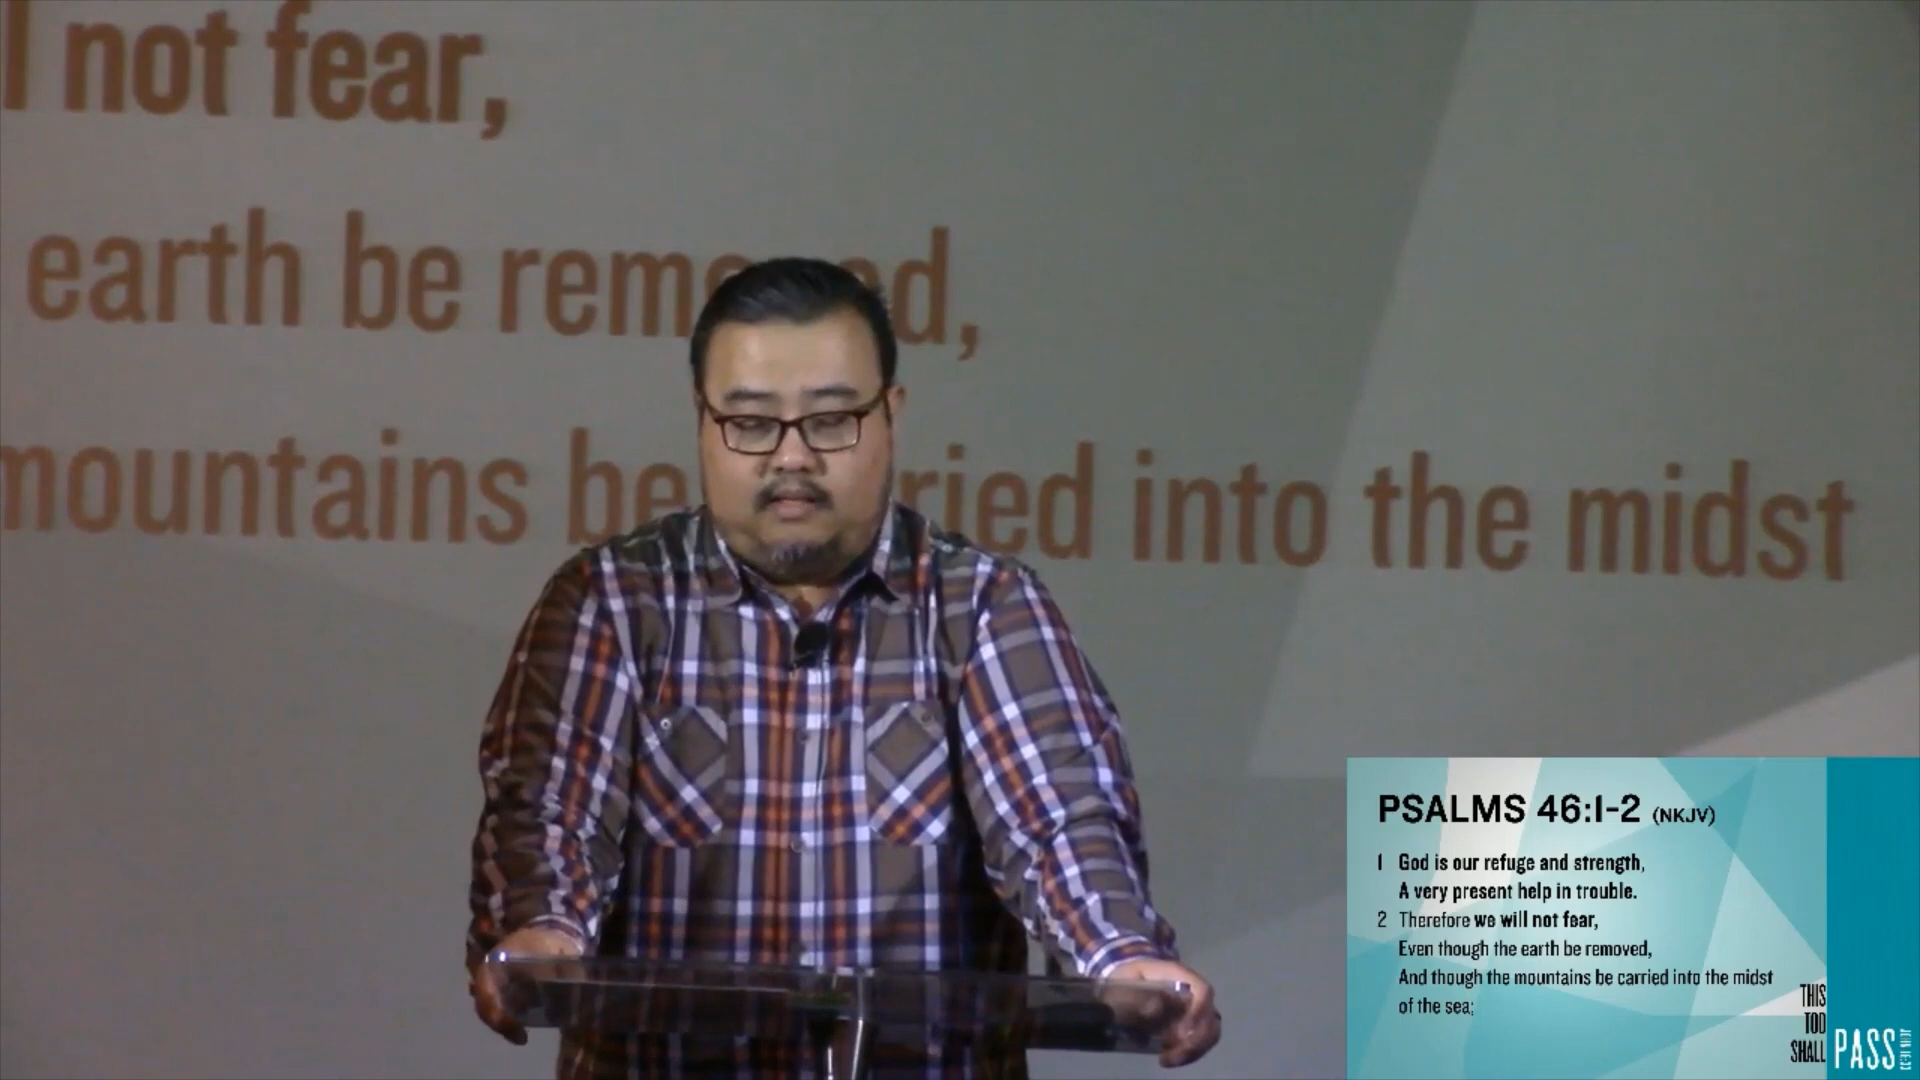 l not fear,
earth be rem d,
mountains be ried into the midst
PSALMS 46:1-2 (NKJV)
1 God is our refuge and strength,
A very present help in trouble.
2 Therefore we will not fear,
Even though the earth be removed,
And though the mountains be carried into the midst
of the sea;
THIS
TOO
SHALL
PASS